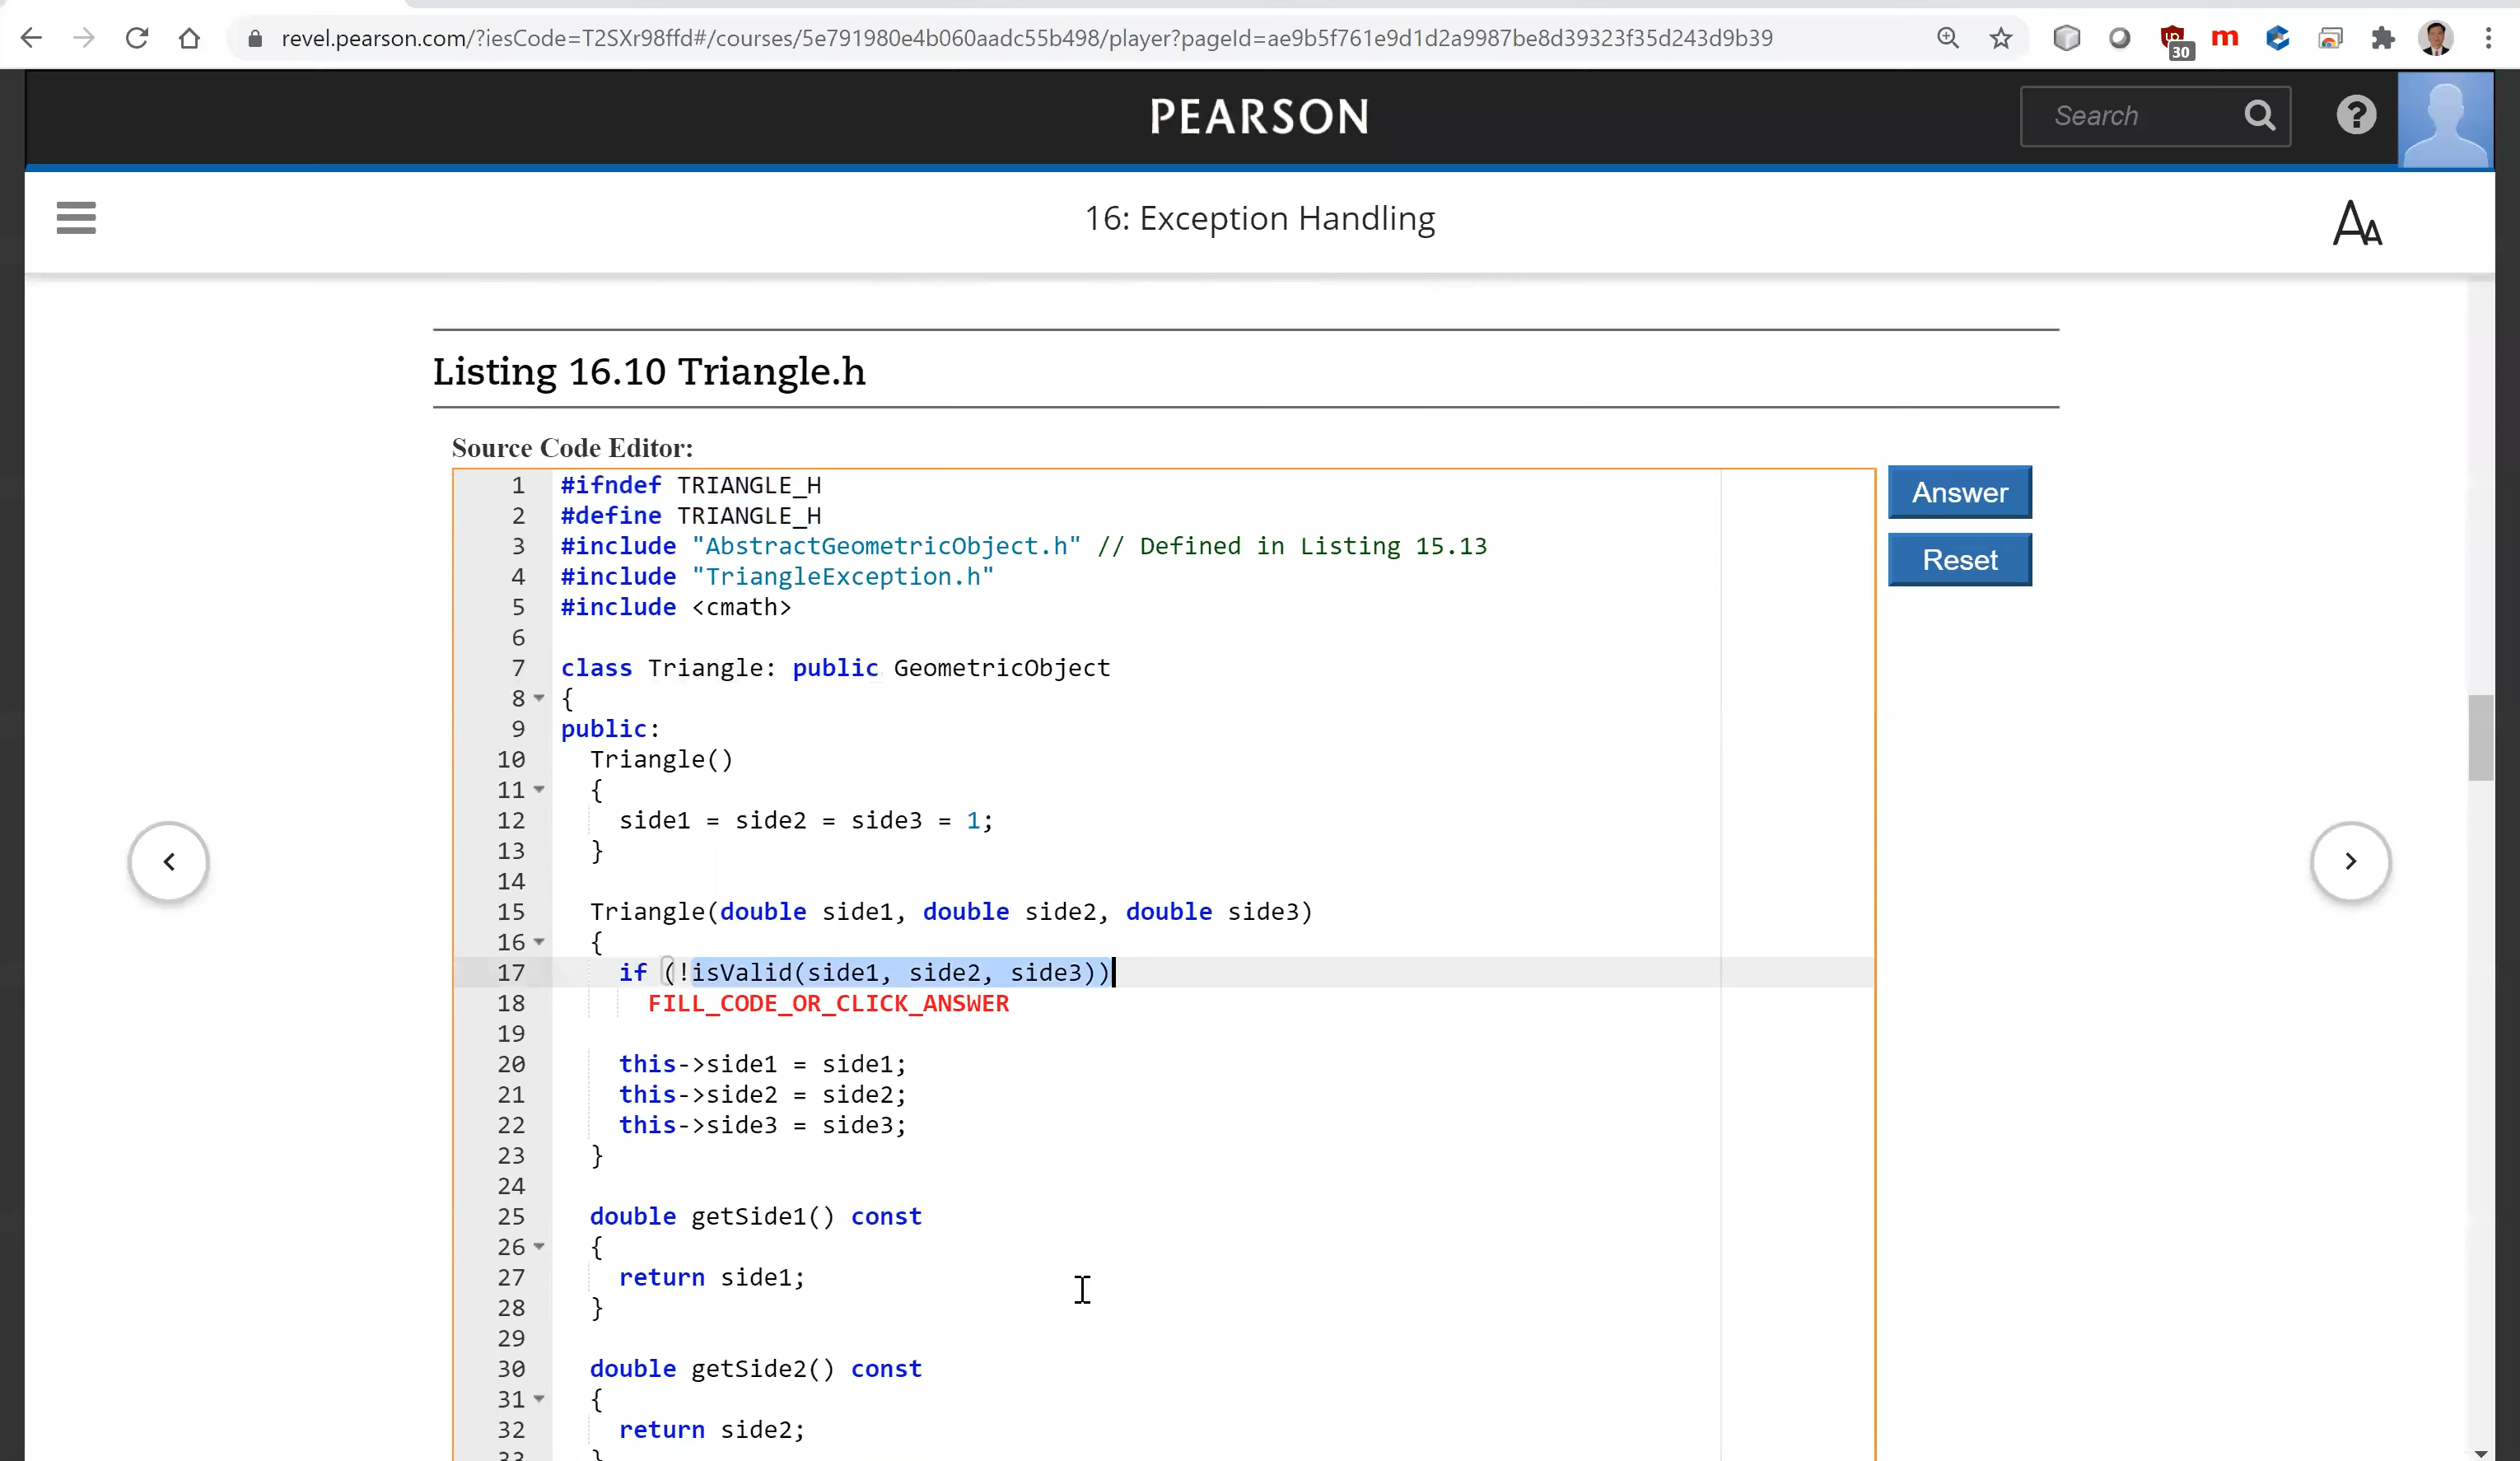 revel.pearson.com/?iesCode=T2SXr98ffd#/courses/5e791980e4b060aadc55b498/player?pageId=ae9b5f761e9d1d2a9987be8d39323f35d243d9b39
30
m
PEARSON
Search
?
16: Exception Handling
AA
Listing 16.10 Triangle.h
Source Code Editor:
Answer
Reset
1 #ifndef TRIANGLE_H
2 #define TRIANGLE_H
3 #include "AbstractGeometricObject.h" // Defined in Listing 15.13
4 #include "TriangleException.h"
5 #include <cmath>
6
7 class Triangle: public GeometricObject
8 {
9 public:
10 Triangle()
11 {
12 side1 = side2 = side3 = 1;
13 }
14
15 Triangle(double side1, double side2, double side3)
16 {
17 if (!isValid(side1, side2, side3))
18 FILL_CODE_OR_CLICK_ANSWER
19
20 this->side1 = side1;
21 this->side2 = side2;
22 this->side3 = side3;
23 }
24
25 double getSide1() const
26 {
27 return side1;
28 }
29
30 double getSide2() const
31 {
32 return side2;
33 }